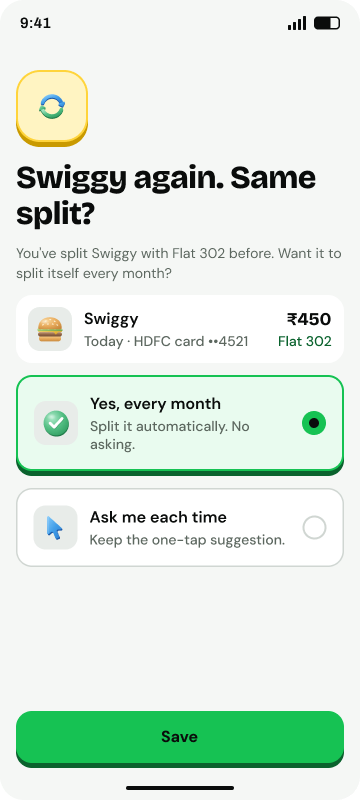 9:41
Swiggy again. Same
split?
You've split Swiggy with Flat 302 before. Want it to
split itself every month?
Swiggy ₹450
Today · HDFC card ••4521 Flat 302
Yes, every month
Split it automatically. No
asking.
Ask me each time
Keep the one-tap suggestion.
Save